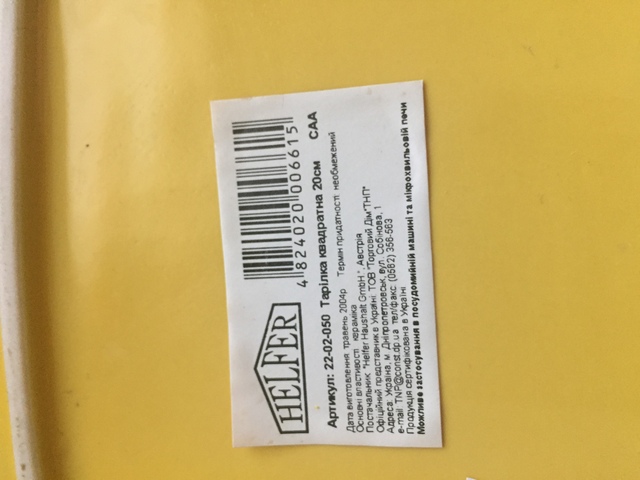 HELFER
4 824020 006615
Артикул: 22-02-050 Тарілка квадратна 20см САА
Дата виготовлення травень 2004р Термін придатності необмежений
Основні властивості кераміка
Постачальник "Helfer Haushalt GmbH", Австрія
Офіційний представник в Україні: ТОВ "Торговий Дім"ТНП"
Адреса: Україна, м. Дніпропетровськ, вул. Собінова, 1
e-mail TNP@const.dp.ua тел/факс (0562) 356-563
Продукція сертифікована в Україні
Можливе застосування в посудомийній машині та мікрохвильовій печи